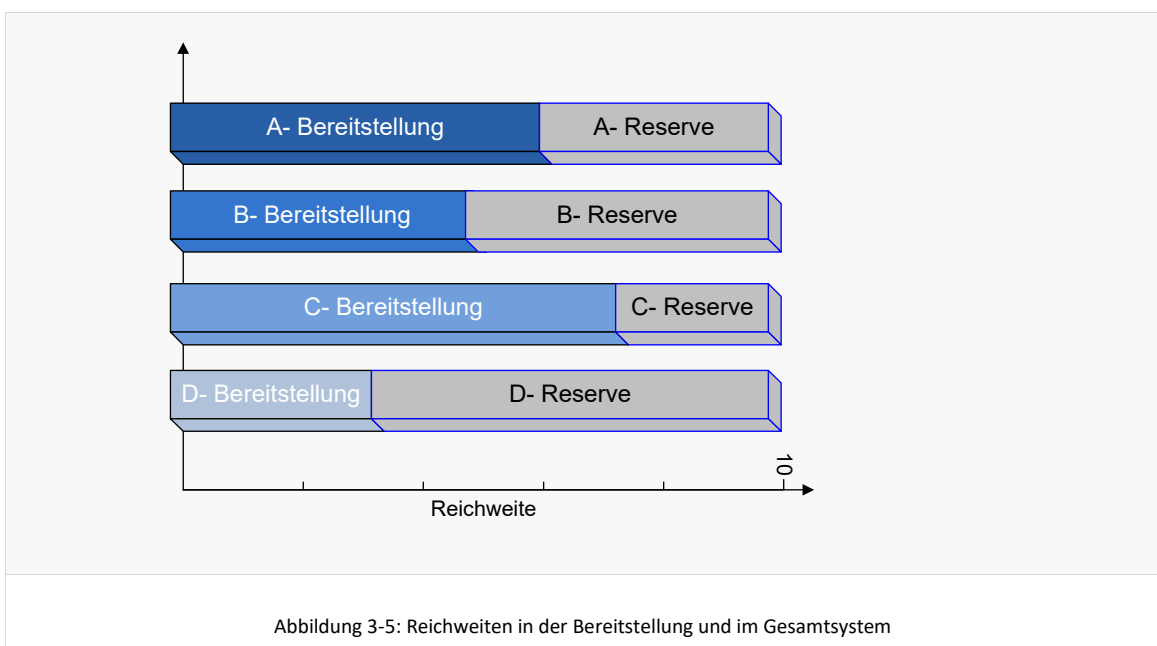 A- Bereitstellung A- Reserve
B- Bereitstellung B- Reserve
C- Bereitstellung C- Reserve
D- Bereitstellung D- Reserve
10
Reichweite
Abbildung 3-5: Reichweiten in der Bereitstellung und im Gesamtsystem